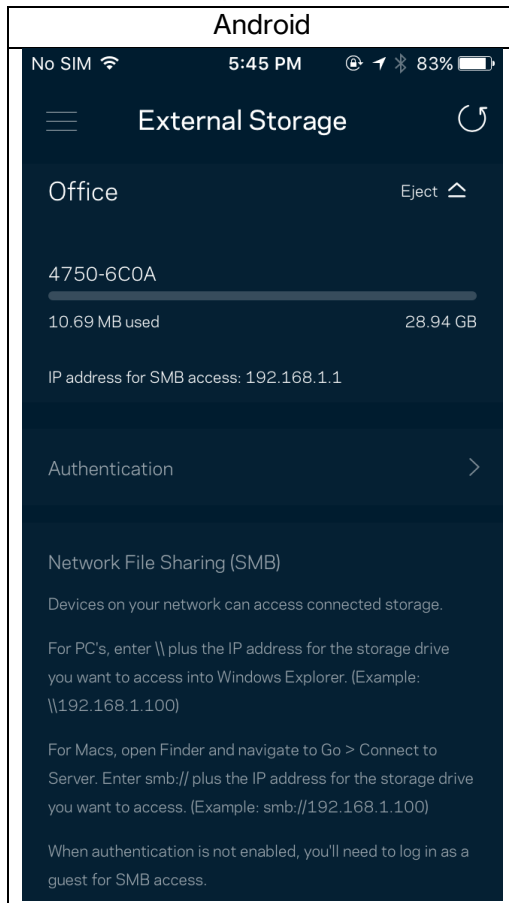 Android
No SIM 5:45 PM 83%
External Storage
Office Eject
4750-6C0A
10.69 MB used 28.94 GB
IP address for SMB access: 192.168.1.1
Authentication
Network File Sharing (SMB)
Devices on your network can access connected storage.
For PC's, enter \\ plus the IP address for the storage drive
you want to access into Windows Explorer. (Example:
\\192.168.1.100)
For Macs, open Finder and navigate to Go > Connect to
Server. Enter smb:// plus the IP address for the storage drive
you want to access. (Example: smb://192.168.1.100)
When authentication is not enabled, you'll need to log in as a
guest for SMB access.